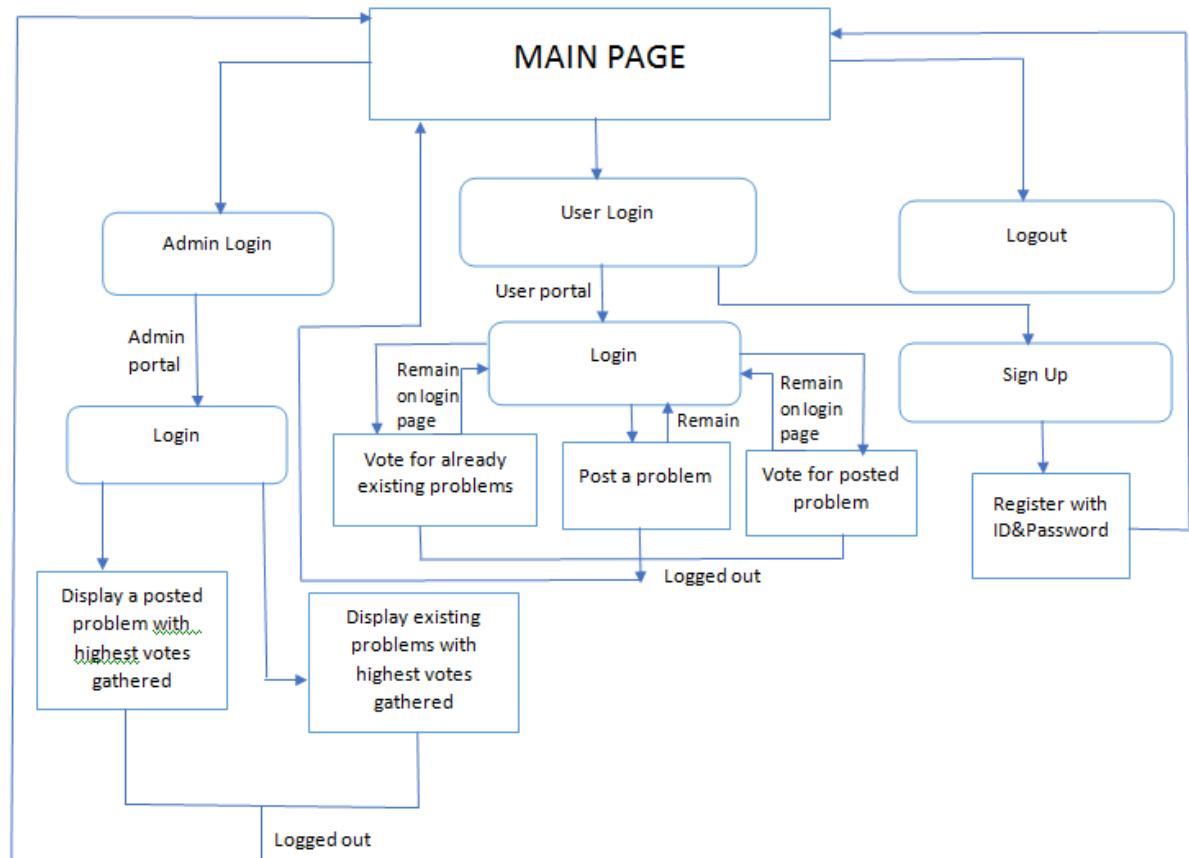 MAIN PAGE
Admin Login
User Login
Logout
Admin
portal
User portal
Login
Login
Sign Up
Remain
on login
page
Remain
Remain
on login
page
Vote for already
existing problems
Post a problem
Vote for posted
problem
Register with
ID&Password
Logged out
Display a posted
problem with
highest votes
gathered
Display existing
problems with
highest votes
gathered
Logged out